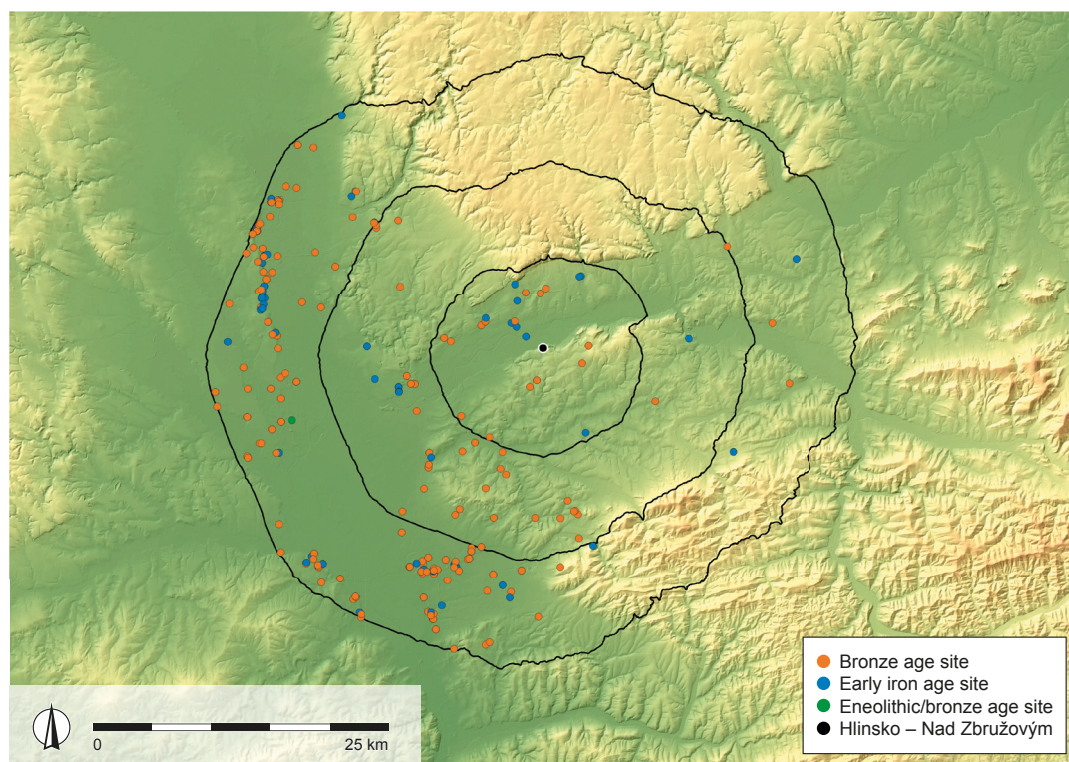 Bronze age site
Early iron age site
Eneolithic/bronze age site
Hlinsko – Nad Zbružovým
0
25 km